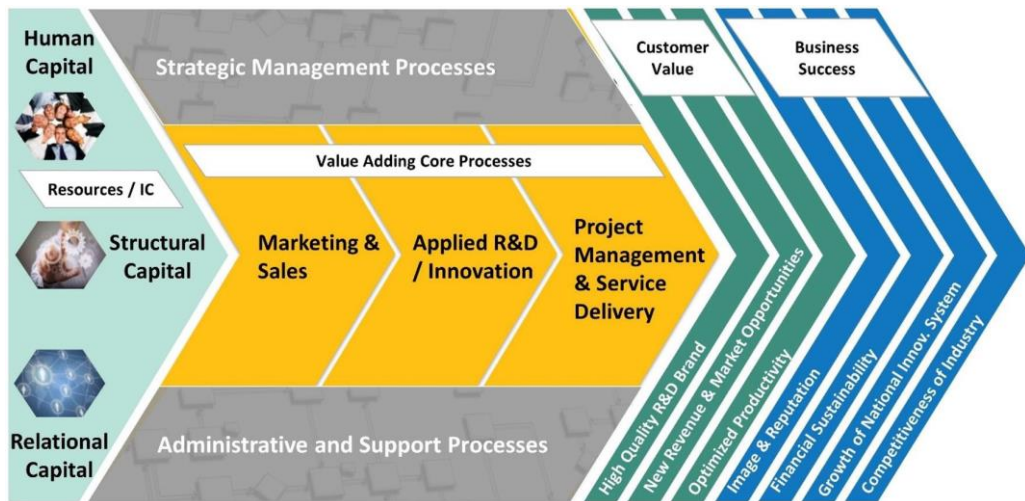 Human
Capital
Resources / IC
Structural
Capital
Relational
Capital
Strategic Management Processes
Value Adding Core Processes
Marketing &
Sales
Applied R&D
/ Innovation
Project
Management
& Service
Delivery
Administrative and Support Processes
Customer
Value
High Quality R&D Brand
New Revenue & Market Opportunities
Optimized Productivity
Business
Success
Image & Reputation
Financial Sustainability
Growth of National Innov. System
Competitiveness of Industry